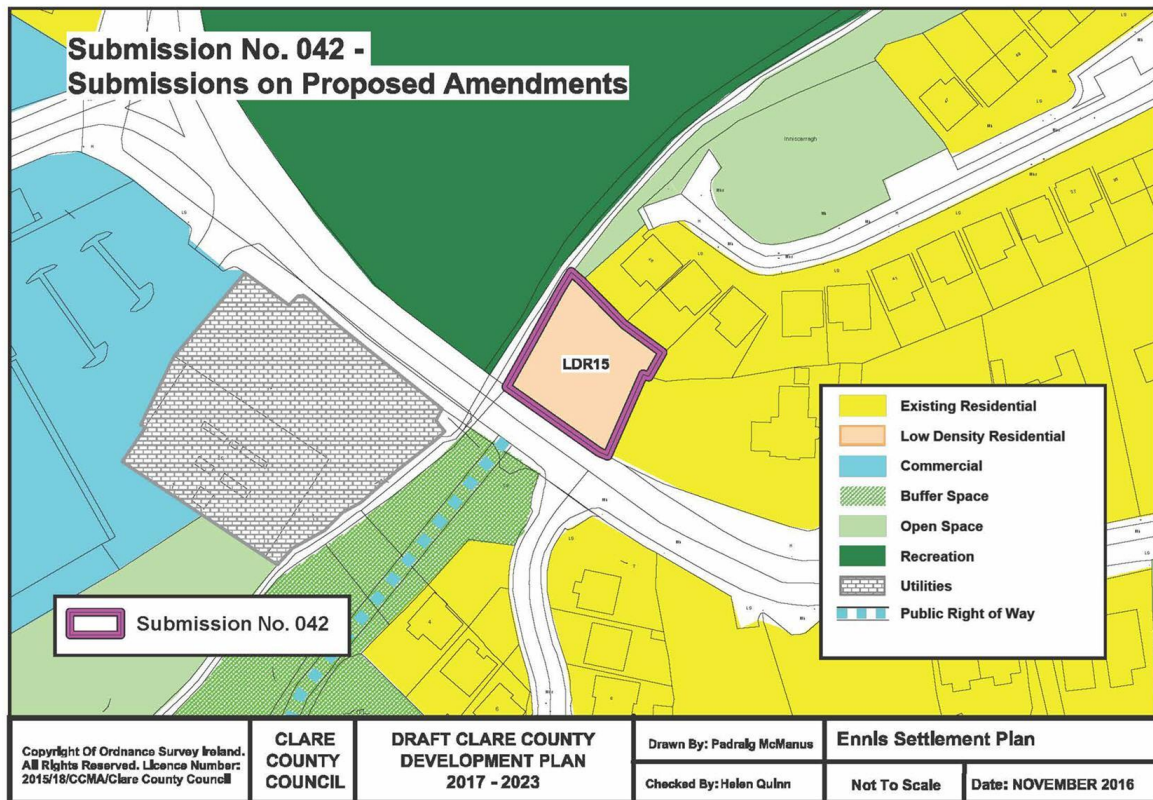 Submission No. 042 -
Submissions on Proposed Amendments
Inniscarragh
LDR15
Existing Residential
Low Density Residential
Commercial
Buffer Space
Open Space
Recreation
Utilities
Public Right of Way
Submission No. 042
Copyright Of Ordnance Survey Ireland.
All Rights Reserved. Licence Number:
2015/18/CCMA/Clare County Council
CLARE
COUNTY
COUNCIL
DRAFT CLARE COUNTY
DEVELOPMENT PLAN
2017 - 2023
Drawn By: Padraig McManus
Checked By: Helen Quinn
Ennis Settlement Plan
Not To Scale
Date: NOVEMBER 2016